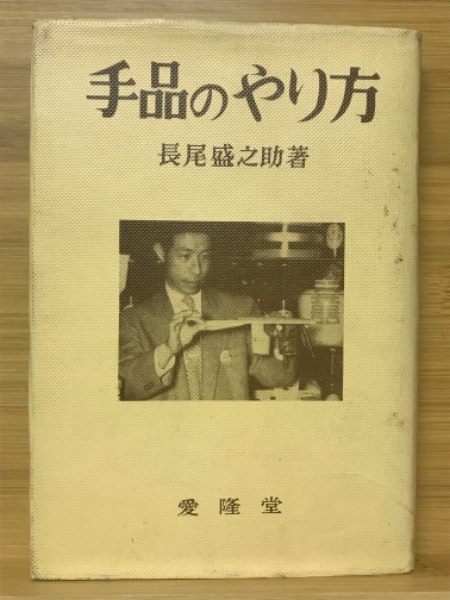 手品のやり方
長尾盛之助著
愛隆堂